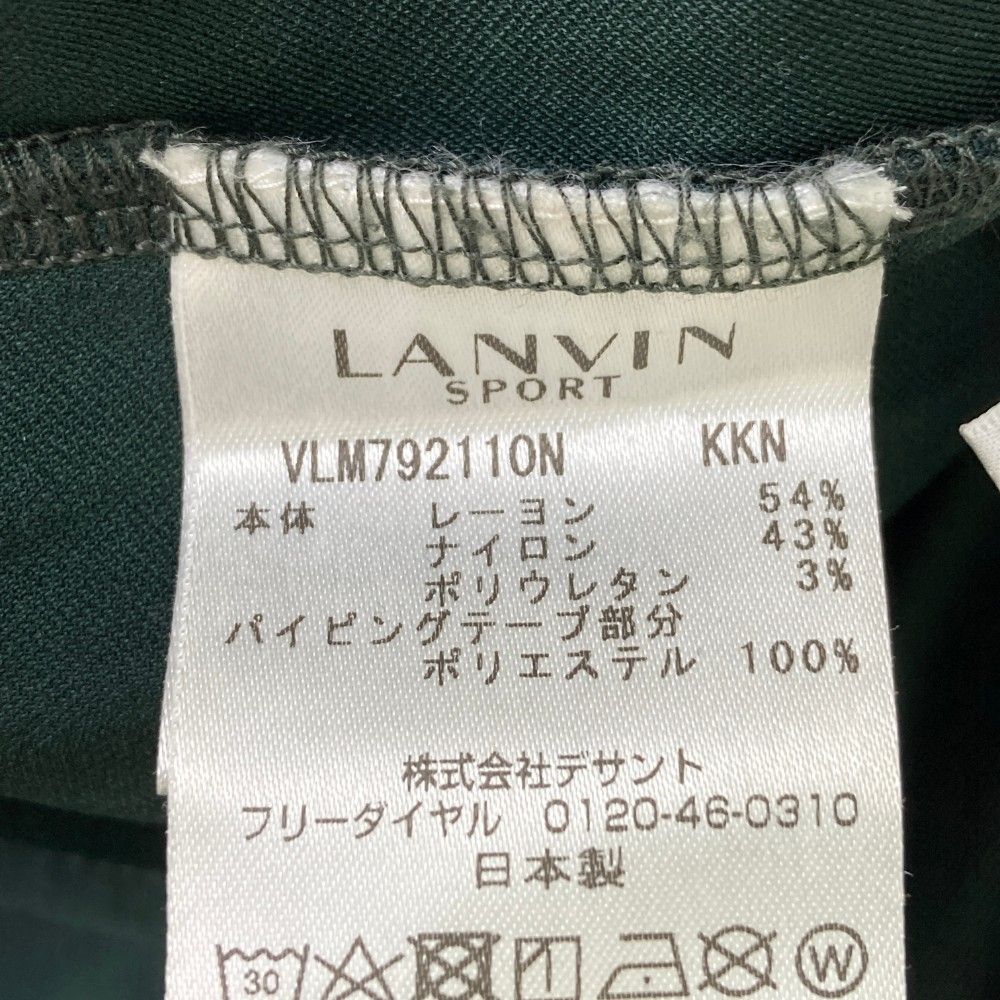 LANVIN
SPORT
VLM792110N KKN
本体 レーヨン 54%
ナイロン 43%
ポリウレタン 3%
パイピングテープ部分
ポリエステル 100%
株式会社デサント
フリーダイヤル 0120-46-0310
日本製
30
W